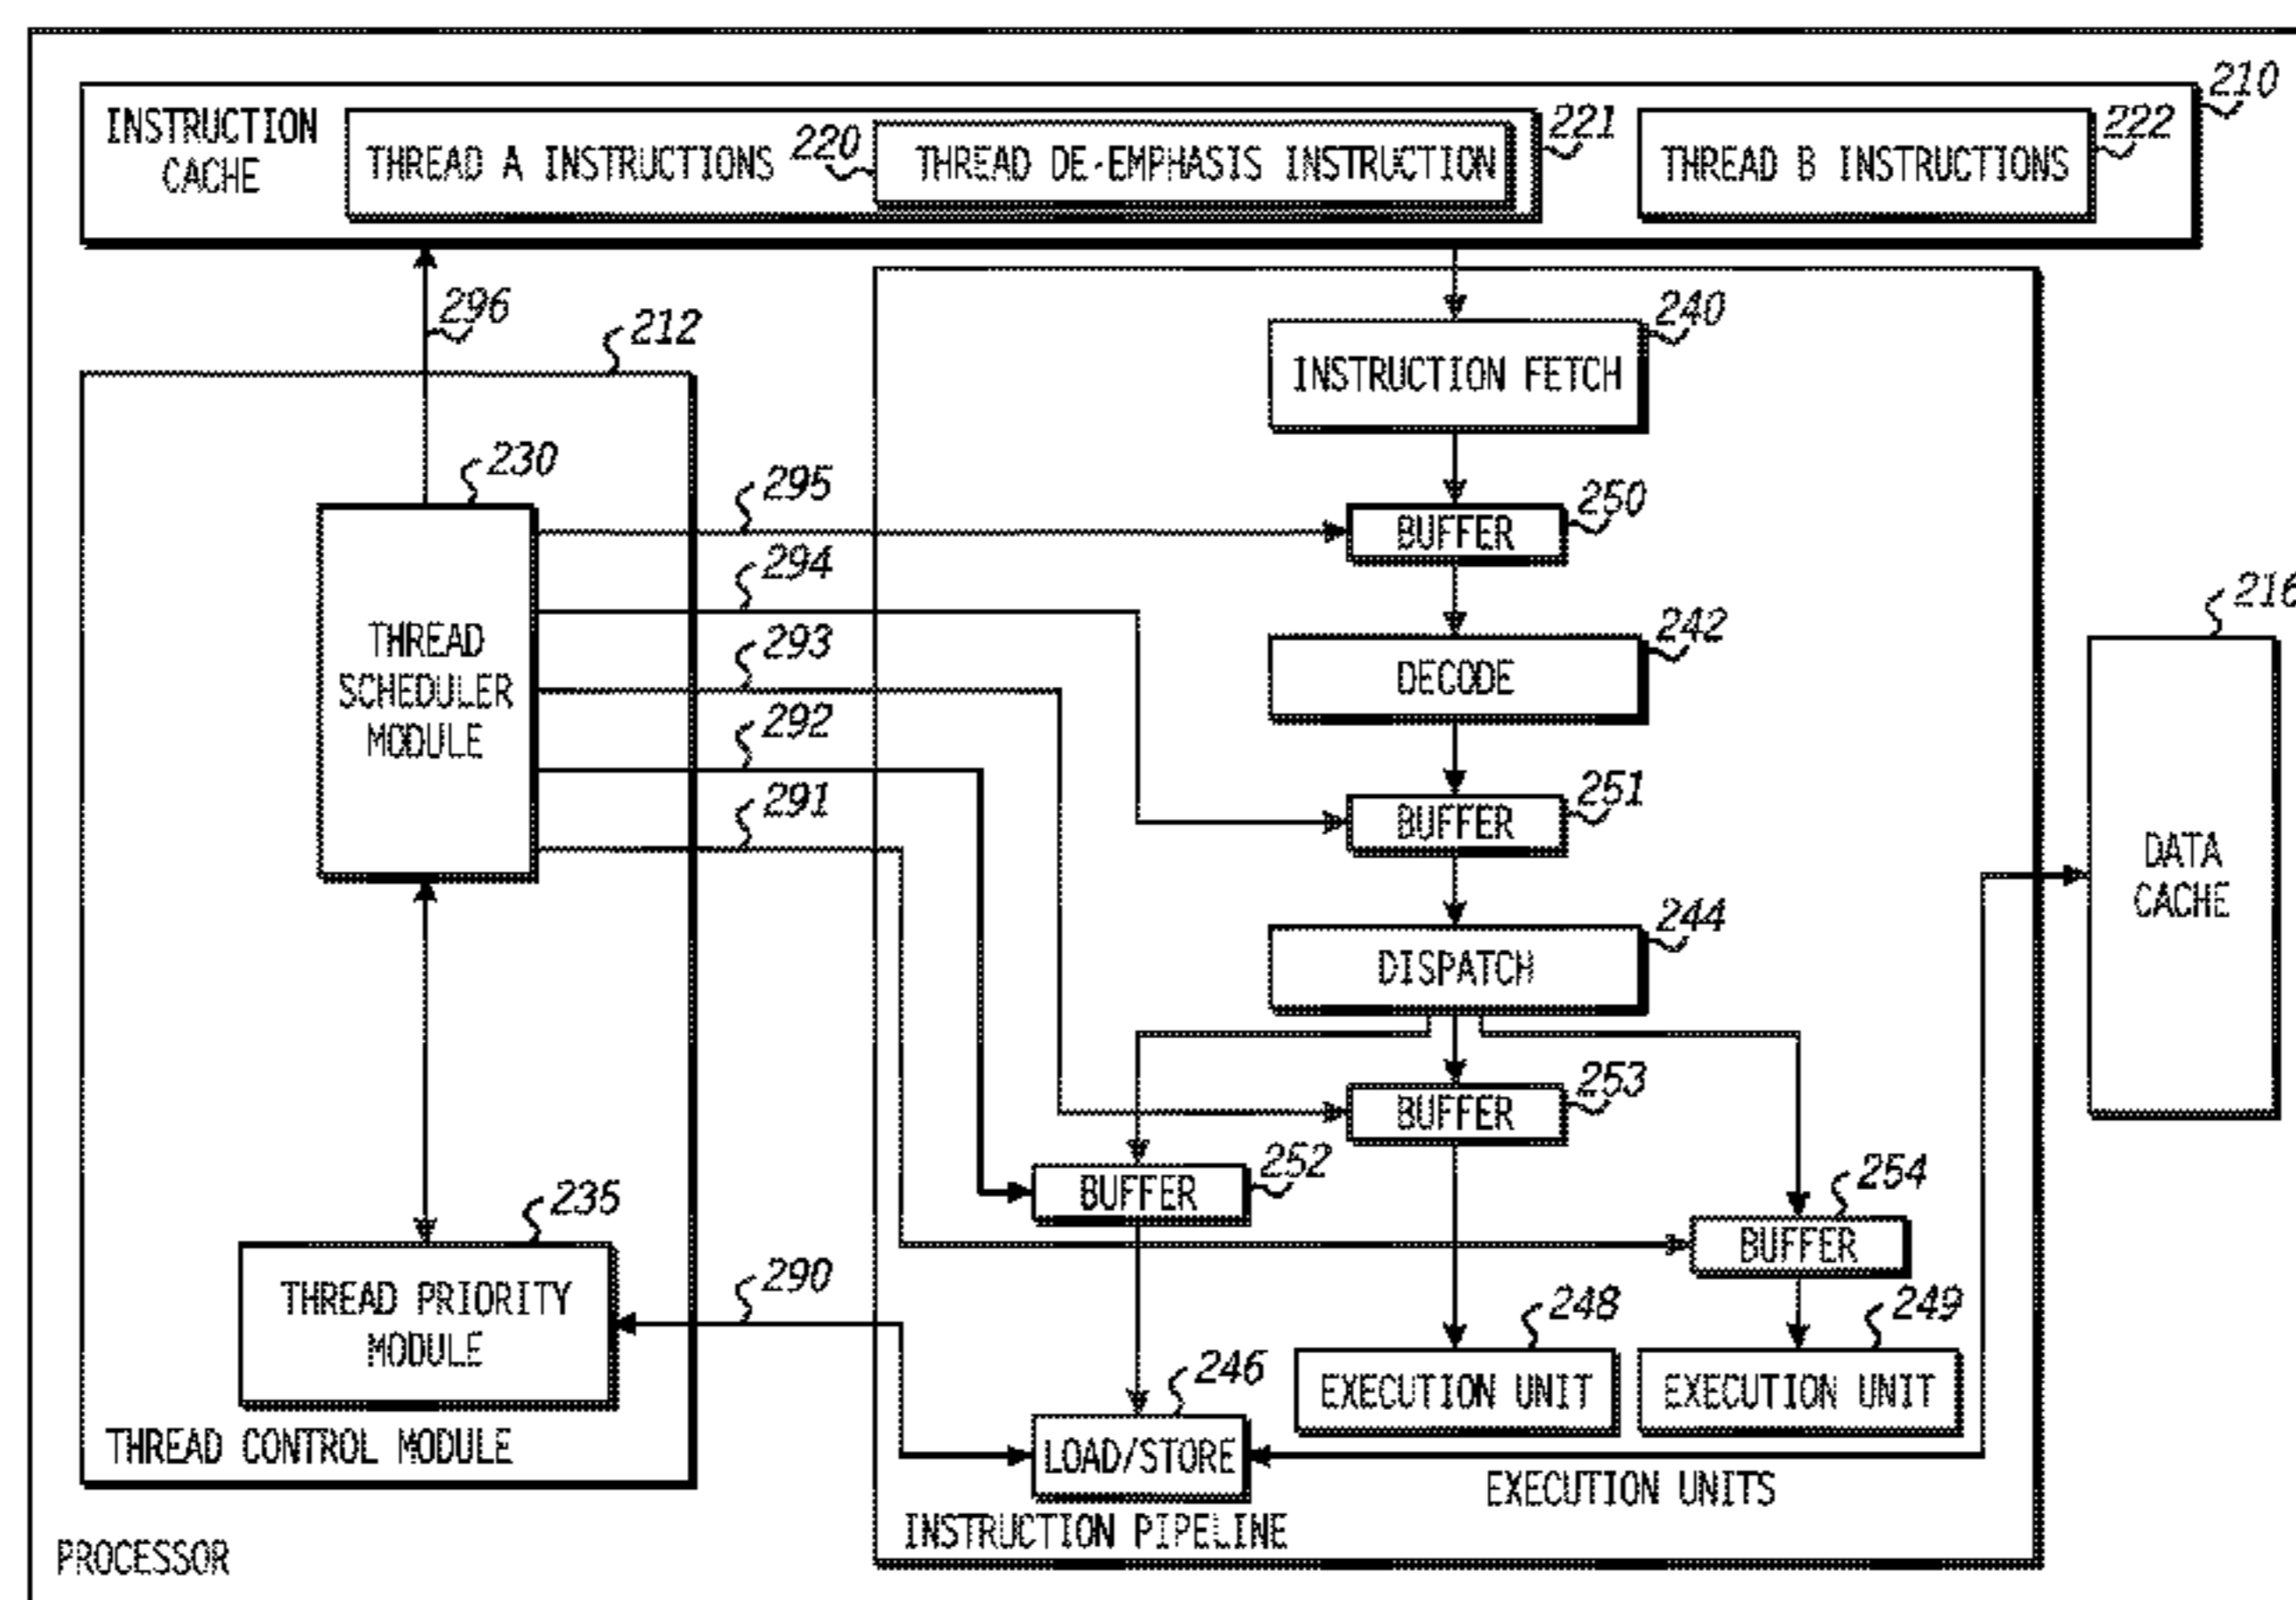 210
INSTRUCTION CACHE
THREAD A INSTRUCTIONS
220
THREAD DE-EMPHASIS INSTRUCTION
221
THREAD B INSTRUCTIONS
222
296
212
240
INSTRUCTION FETCH
230
295
250
BUFFER
294
216
THREAD
SCHEDULER
MODULE
293
242
DECODE
292
291
251
BUFFER
DATA
CACHE
244
DISPATCH
253
BUFFER
252
BUFFER
254
BUFFER
235
THREAD PRIORITY
MODULE
290
248
EXECUTION UNIT
249
EXECUTION UNIT
246
LOAD/STORE
THREAD CONTROL MODULE
EXECUTION UNITS
INSTRUCTION PIPELINE
PROCESSOR